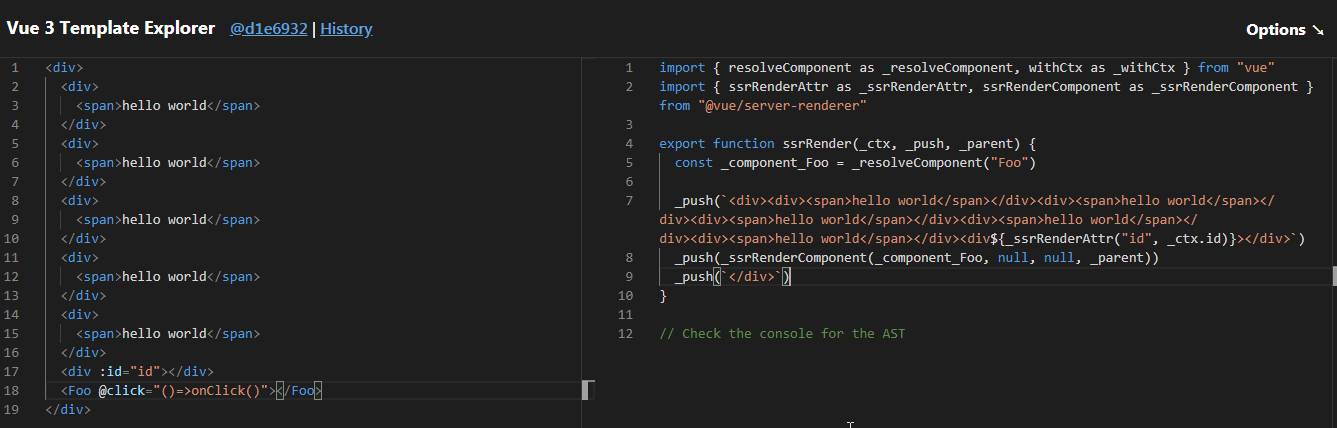 Vue 3 Template Explorer @d1e6932 | History
Options ↘
1 <div>
2   <div>
3     <span>hello world</span>
4   </div>
5   <div>
6     <span>hello world</span>
7   </div>
8   <div>
9     <span>hello world</span>
10   </div>
11   <div>
12     <span>hello world</span>
13   </div>
14   <div>
15     <span>hello world</span>
16   </div>
17   <div :id="id"></div>
18   <Foo @click="()=>onClick()"></Foo>
19 </div>
1 import { resolveComponent as _resolveComponent, withCtx as _withCtx } from "vue"
2 import { ssrRenderAttr as _ssrRenderAttr, ssrRenderComponent as _ssrRenderComponent }
from "@vue/server-renderer"
3
4 export function ssrRender(_ctx, _push, _parent) {
5   const _component_Foo = _resolveComponent("Foo")
6
7   _push(`<div><div><span>hello world</span></div><div><span>hello world</span></
div><div><span>hello world</span></div><div><span>hello world</span></
div><div><span>hello world</span></div><div${_ssrRenderAttr("id", _ctx.id)}></div>`)
8   _push(_ssrRenderComponent(_component_Foo, null, null, _parent))
9   _push(`</div>`)
10 }
11
12 // Check the console for the AST